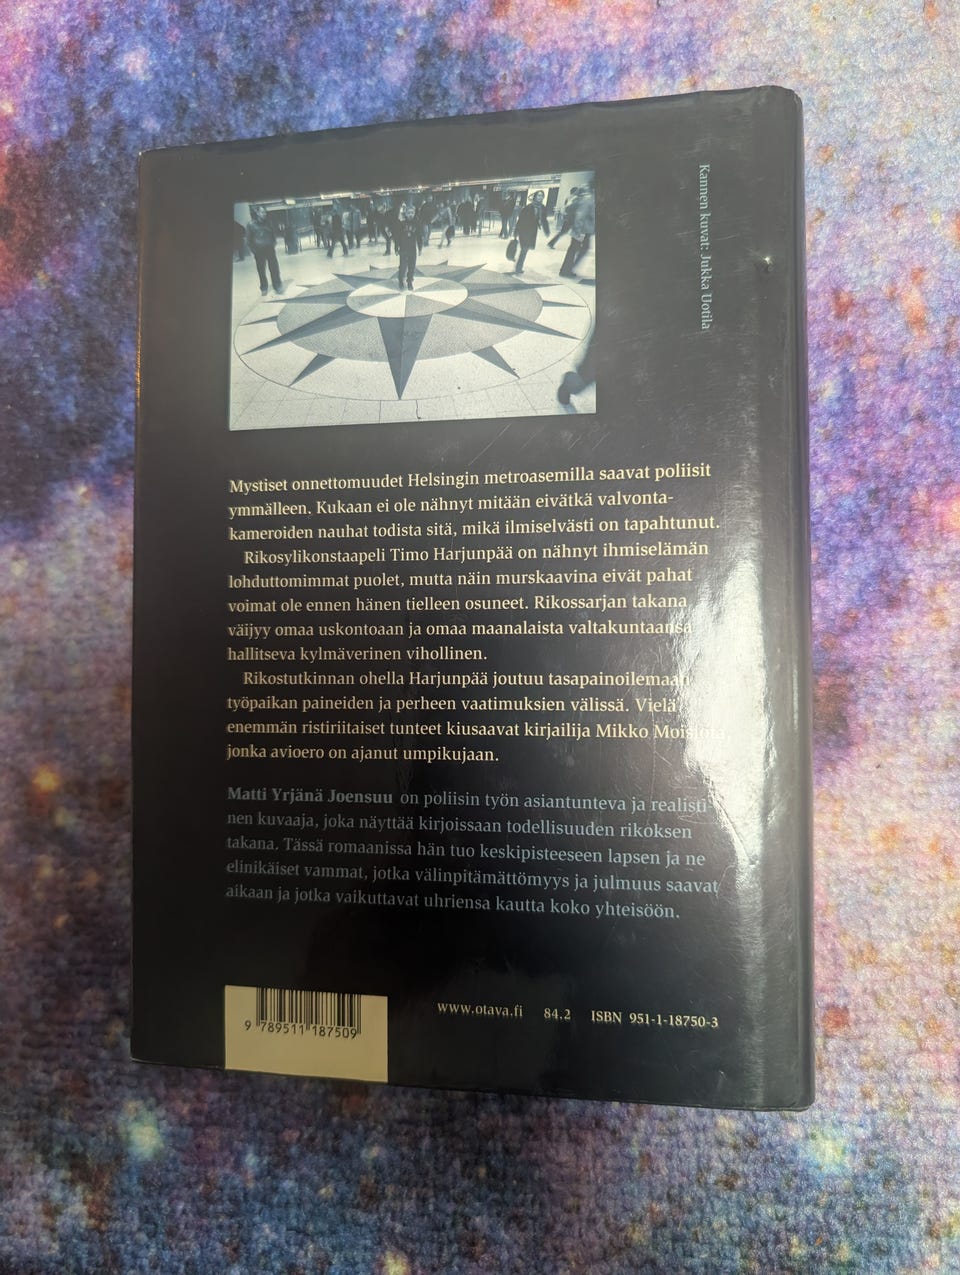 Kannen kuvat: Jukka Uotila
Mystiset onnettomuudet Helsingin metroasemilla saavat poliisit
ymmälleen. Kukaan ei ole nähnyt mitään eivätkä valvonta-
kameroiden nauhat todista sitä, mikä ilmiselvästi on tapahtunut.
Rikosylikonstaapeli Timo Harjunpää on nähnyt ihmiselämän
lohduttomimmat puolet, mutta näin murskaavina eivät pahat
voimat ole ennen hänen tielleen osuneet. Rikossarjan takana
väijyy omaa uskontoaan ja omaa maanalaista valtakuntaansa
hallitseva kylmäverinen vihollinen.
Rikostutkinnan ohella Harjunpää joutuu tasapainoilemaan
työpaikan paineiden ja perheen vaatimuksien välissä. Vielä
enemmän ristiriitaiset tunteet kiusaavat kirjailija Mikko Moisiota,
jonka avioero on ajanut umpikujaan.
Matti Yrjänä Joensuu on poliisin työn asiantunteva ja realisti-
nen kuvaaja, joka näyttää kirjoissaan todellisuuden rikoksen
takana. Tässä romaanissa hän tuo keskipisteeseen lapsen ja ne
elinikäiset vammat, jotka välinpitämättömyys ja julmuus saavat
aikaan ja jotka vaikuttavat uhriensa kautta koko yhteisöön.
www.otava.fi 84.2 ISBN 951-1-18750-3
9 789511 187509